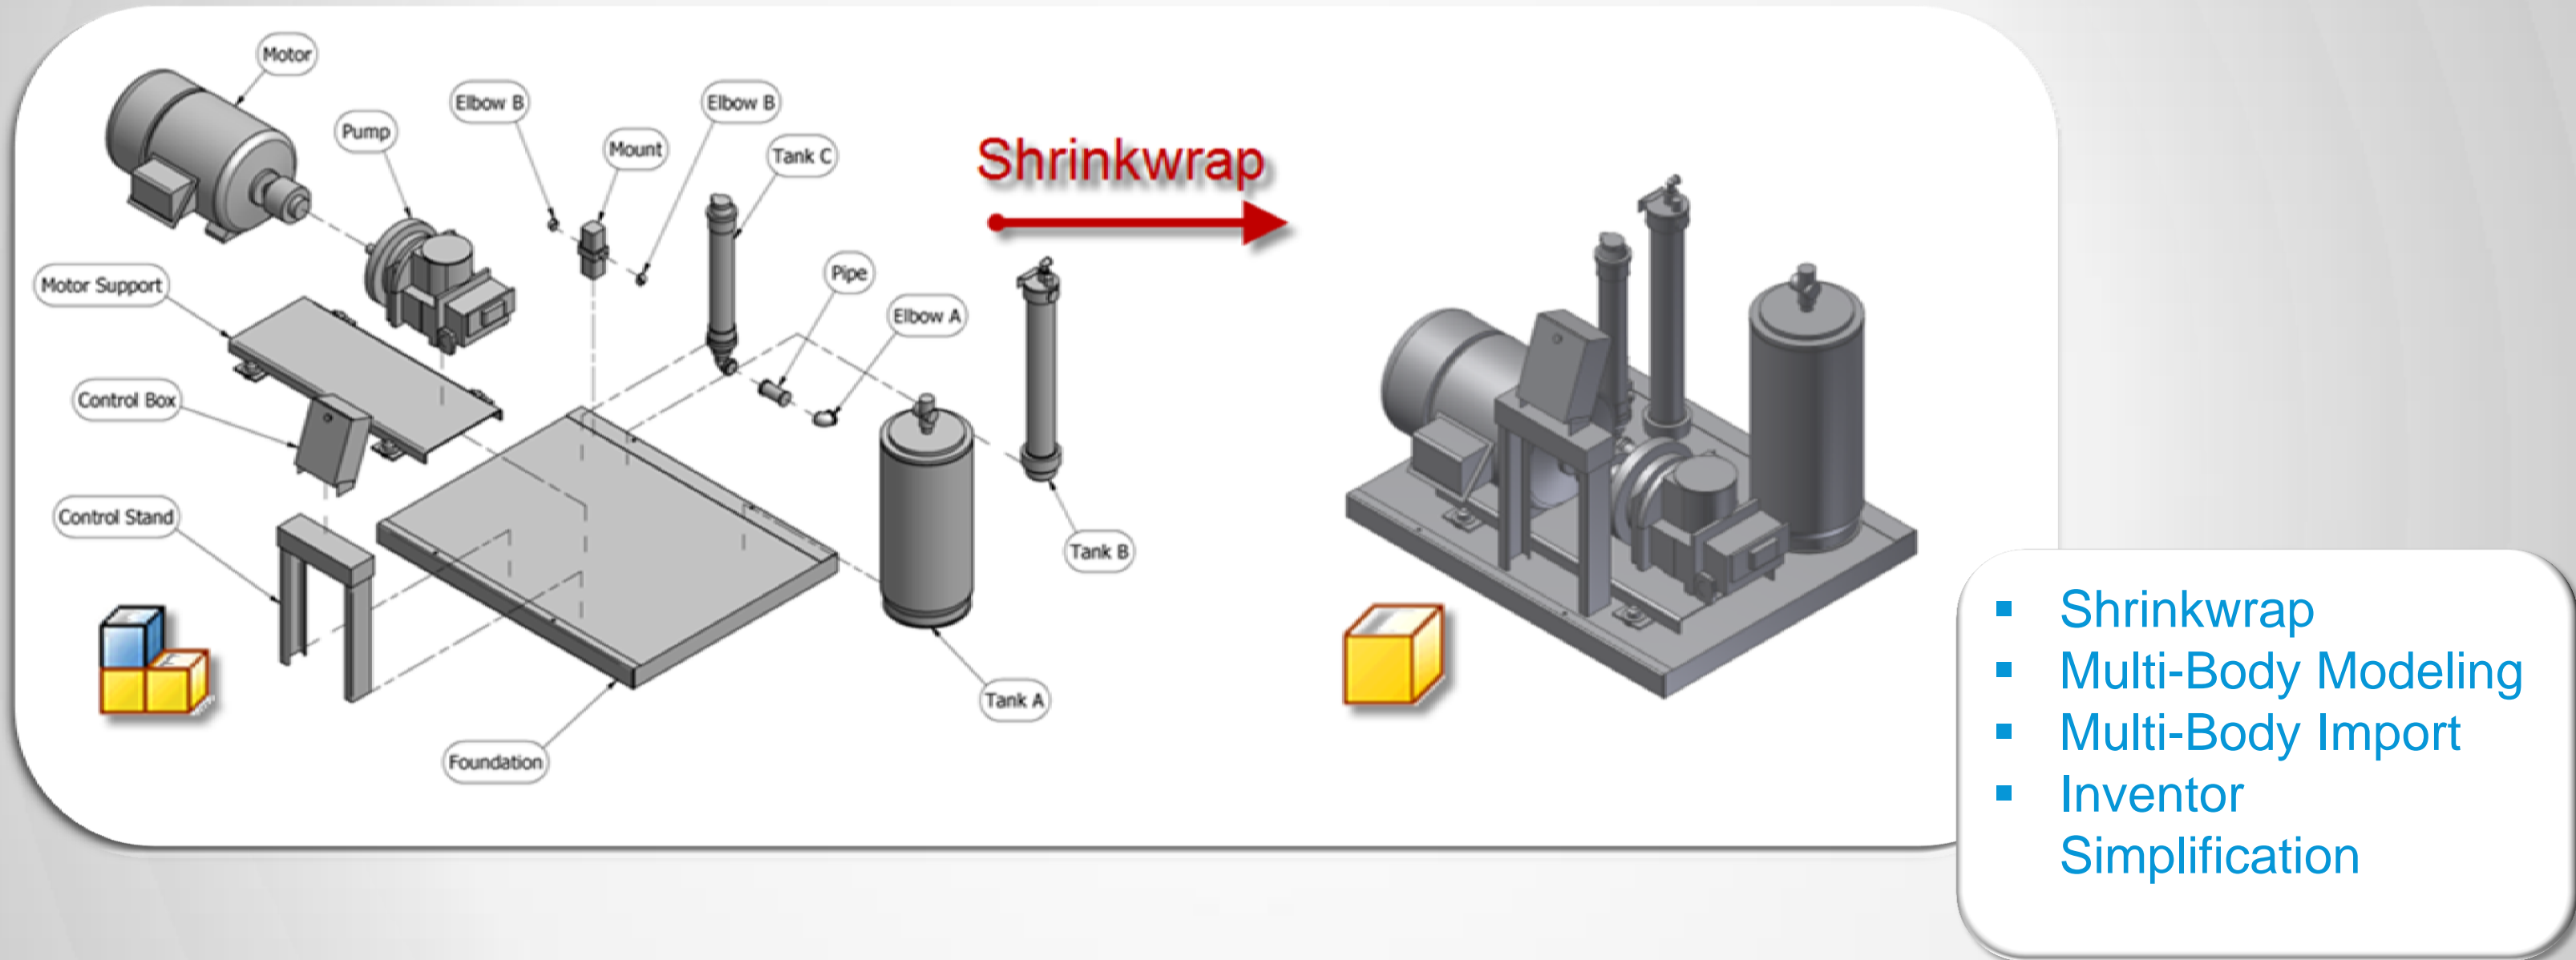 Motor
Elbow B
Elbow B
Pump
Mount
Tank C
Shrinkwrap
Pipe
Motor Support
Elbow A
Control Box
Control Stand
Tank B
Tank A
Foundation
▪ Shrinkwrap
▪ Multi-Body Modeling
▪ Multi-Body Import
▪ Inventor
Simplification